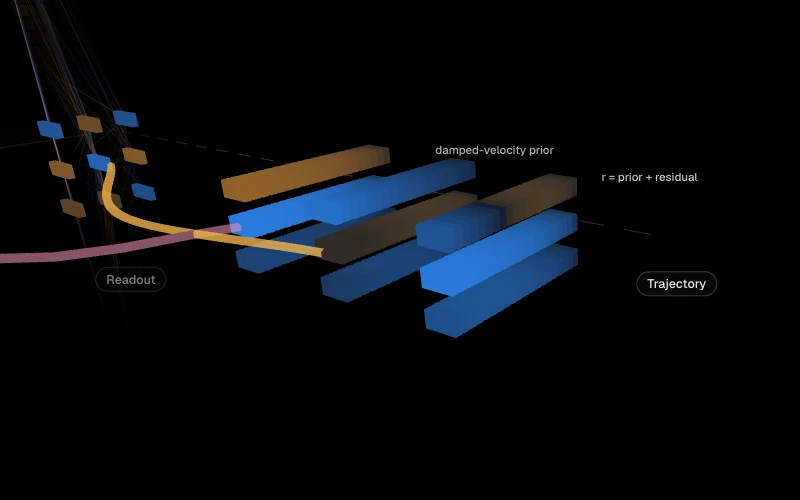 damped-velocity prior
r = prior + residual
Readout
Trajectory